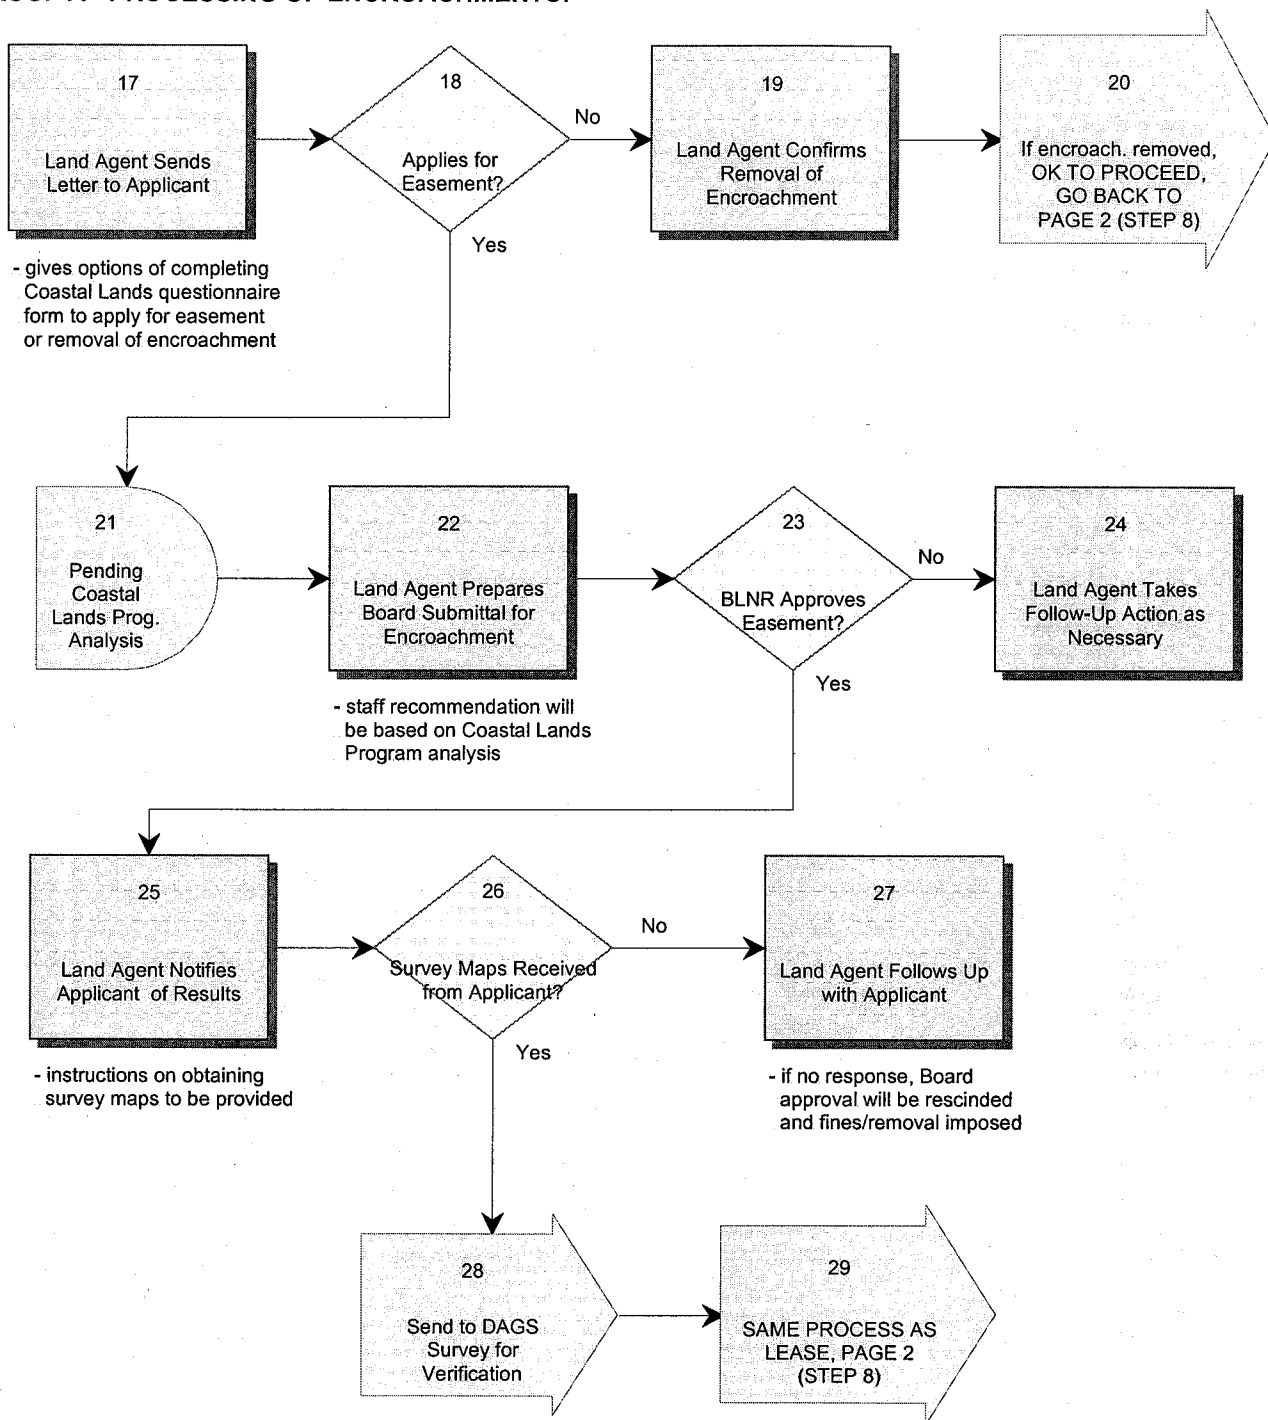 PROCESSING OF ENCROACHMENTS:
17
Land Agent Sends
Letter to Applicant
- gives options of completing
Coastal Lands questionnaire
form to apply for easement
or removal of encroachment
18
Applies for
Easement?
No
Yes
19
Land Agent Confirms
Removal of
Encroachment
20
If encroach. removed,
OK TO PROCEED,
GO BACK TO
PAGE 2 (STEP 8)
21
Pending
Coastal
Lands Prog.
Analysis
22
Land Agent Prepares
Board Submittal for
Encroachment
- staff recommendation will
be based on Coastal Lands
Program analysis
23
BLNR Approves
Easement?
No
Yes
24
Land Agent Takes
Follow-Up Action as
Necessary
25
Land Agent Notifies
Applicant of Results
- instructions on obtaining
survey maps to be provided
26
Survey Maps Received
from Applicant?
No
Yes
27
Land Agent Follows Up
with Applicant
- if no response, Board
approval will be rescinded
and fines/removal imposed
28
Send to DAGS
Survey for
Verification
29
SAME PROCESS AS
LEASE, PAGE 2
(STEP 8)